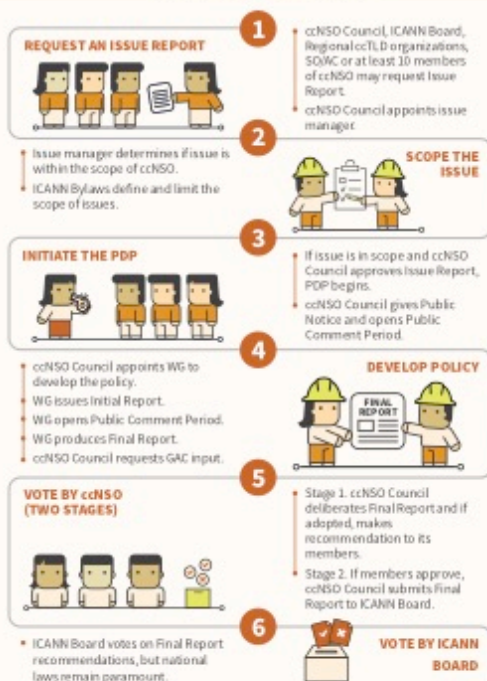 1
REQUEST AN ISSUE REPORT
ccNSO Council, ICANN Board,
Regional ccTLD organizations,
SO/AC or at least 10 members
of ccNSO may request Issue
Report.
ccNSO Council appoints issue
manager.
2
SCOPE THE
ISSUE
Issue manager determines if issue is
within the scope of ccNSO.
ICANN Bylaws define and limit the
scope of issues.
3
INITIATE THE PDP
If issue is in scope and ccNSO
Council approves Issue Report,
PDP begins.
ccNSO Council gives Public
Notice and opens Public
Comment Period.
4
DEVELOP POLICY
ccNSO Council appoints WG to
develop the policy.
WG issues Initial Report.
WG opens Public Comment Period.
WG produces Final Report.
ccNSO Council requests GAC input.
FINAL
REPORT
5
VOTE BY ccNSO
(TWO STAGES)
Stage 1. ccNSO Council
deliberates Final Report and if
adopted, makes
recommendation to its
members.
Stage 2. If members approve,
ccNSO Council submits Final
Report to ICANN Board.
6
VOTE BY ICANN
BOARD
ICANN Board votes on Final Report
recommendations, but national
laws remain paramount.